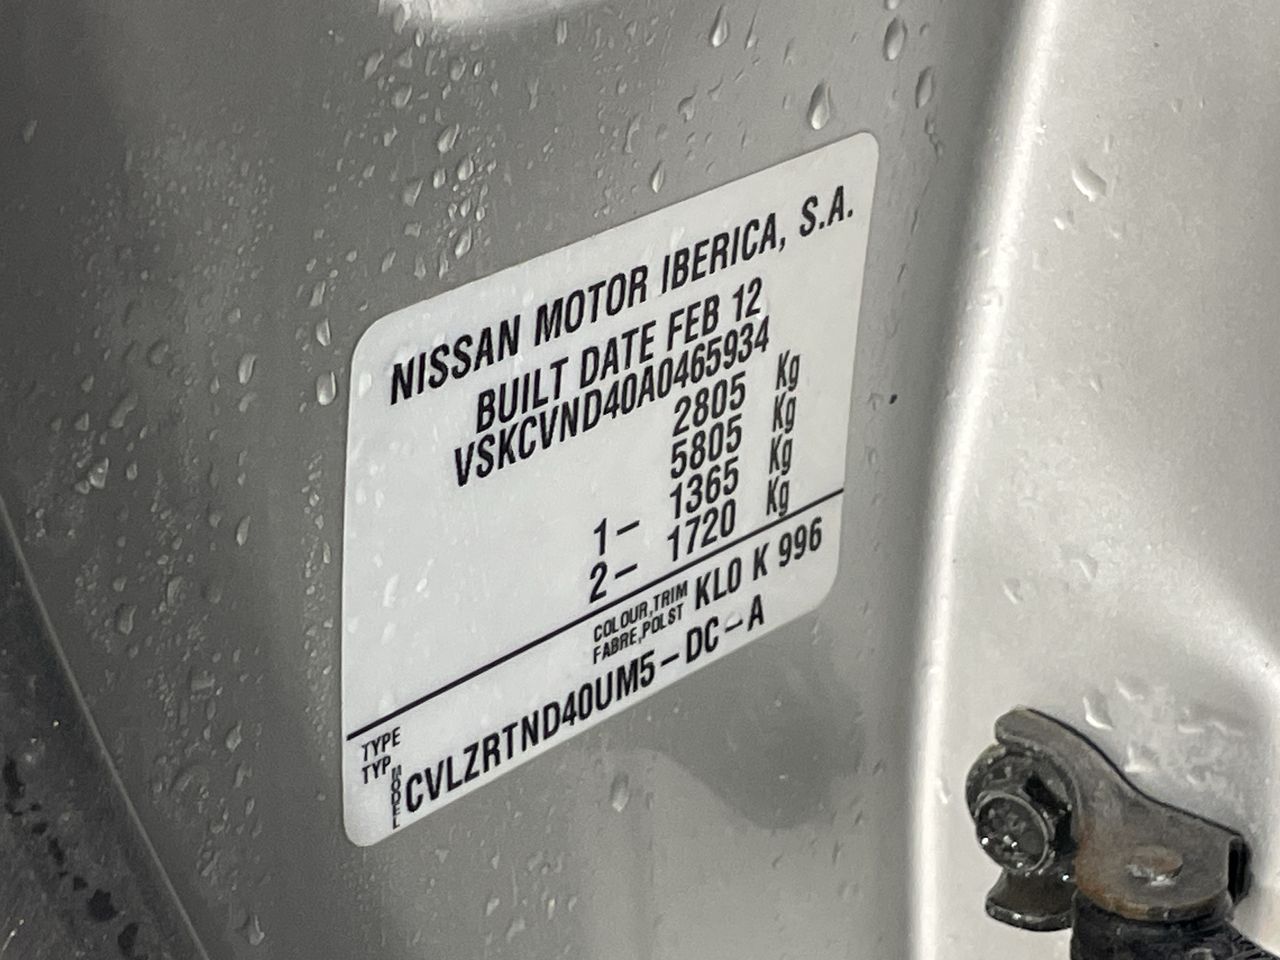 NISSAN MOTOR IBERICA, S.A.
BUILT DATE FEB 12
VSKCVND40A0465934
2805 Kg
5805 Kg
1- 1365 Kg
2- 1720 Kg
COLOUR,TRIM
FABRE,POLST
KL0 K 996
TYPE
TYP
MODEL
CVLZRTND40UM5-DC-A